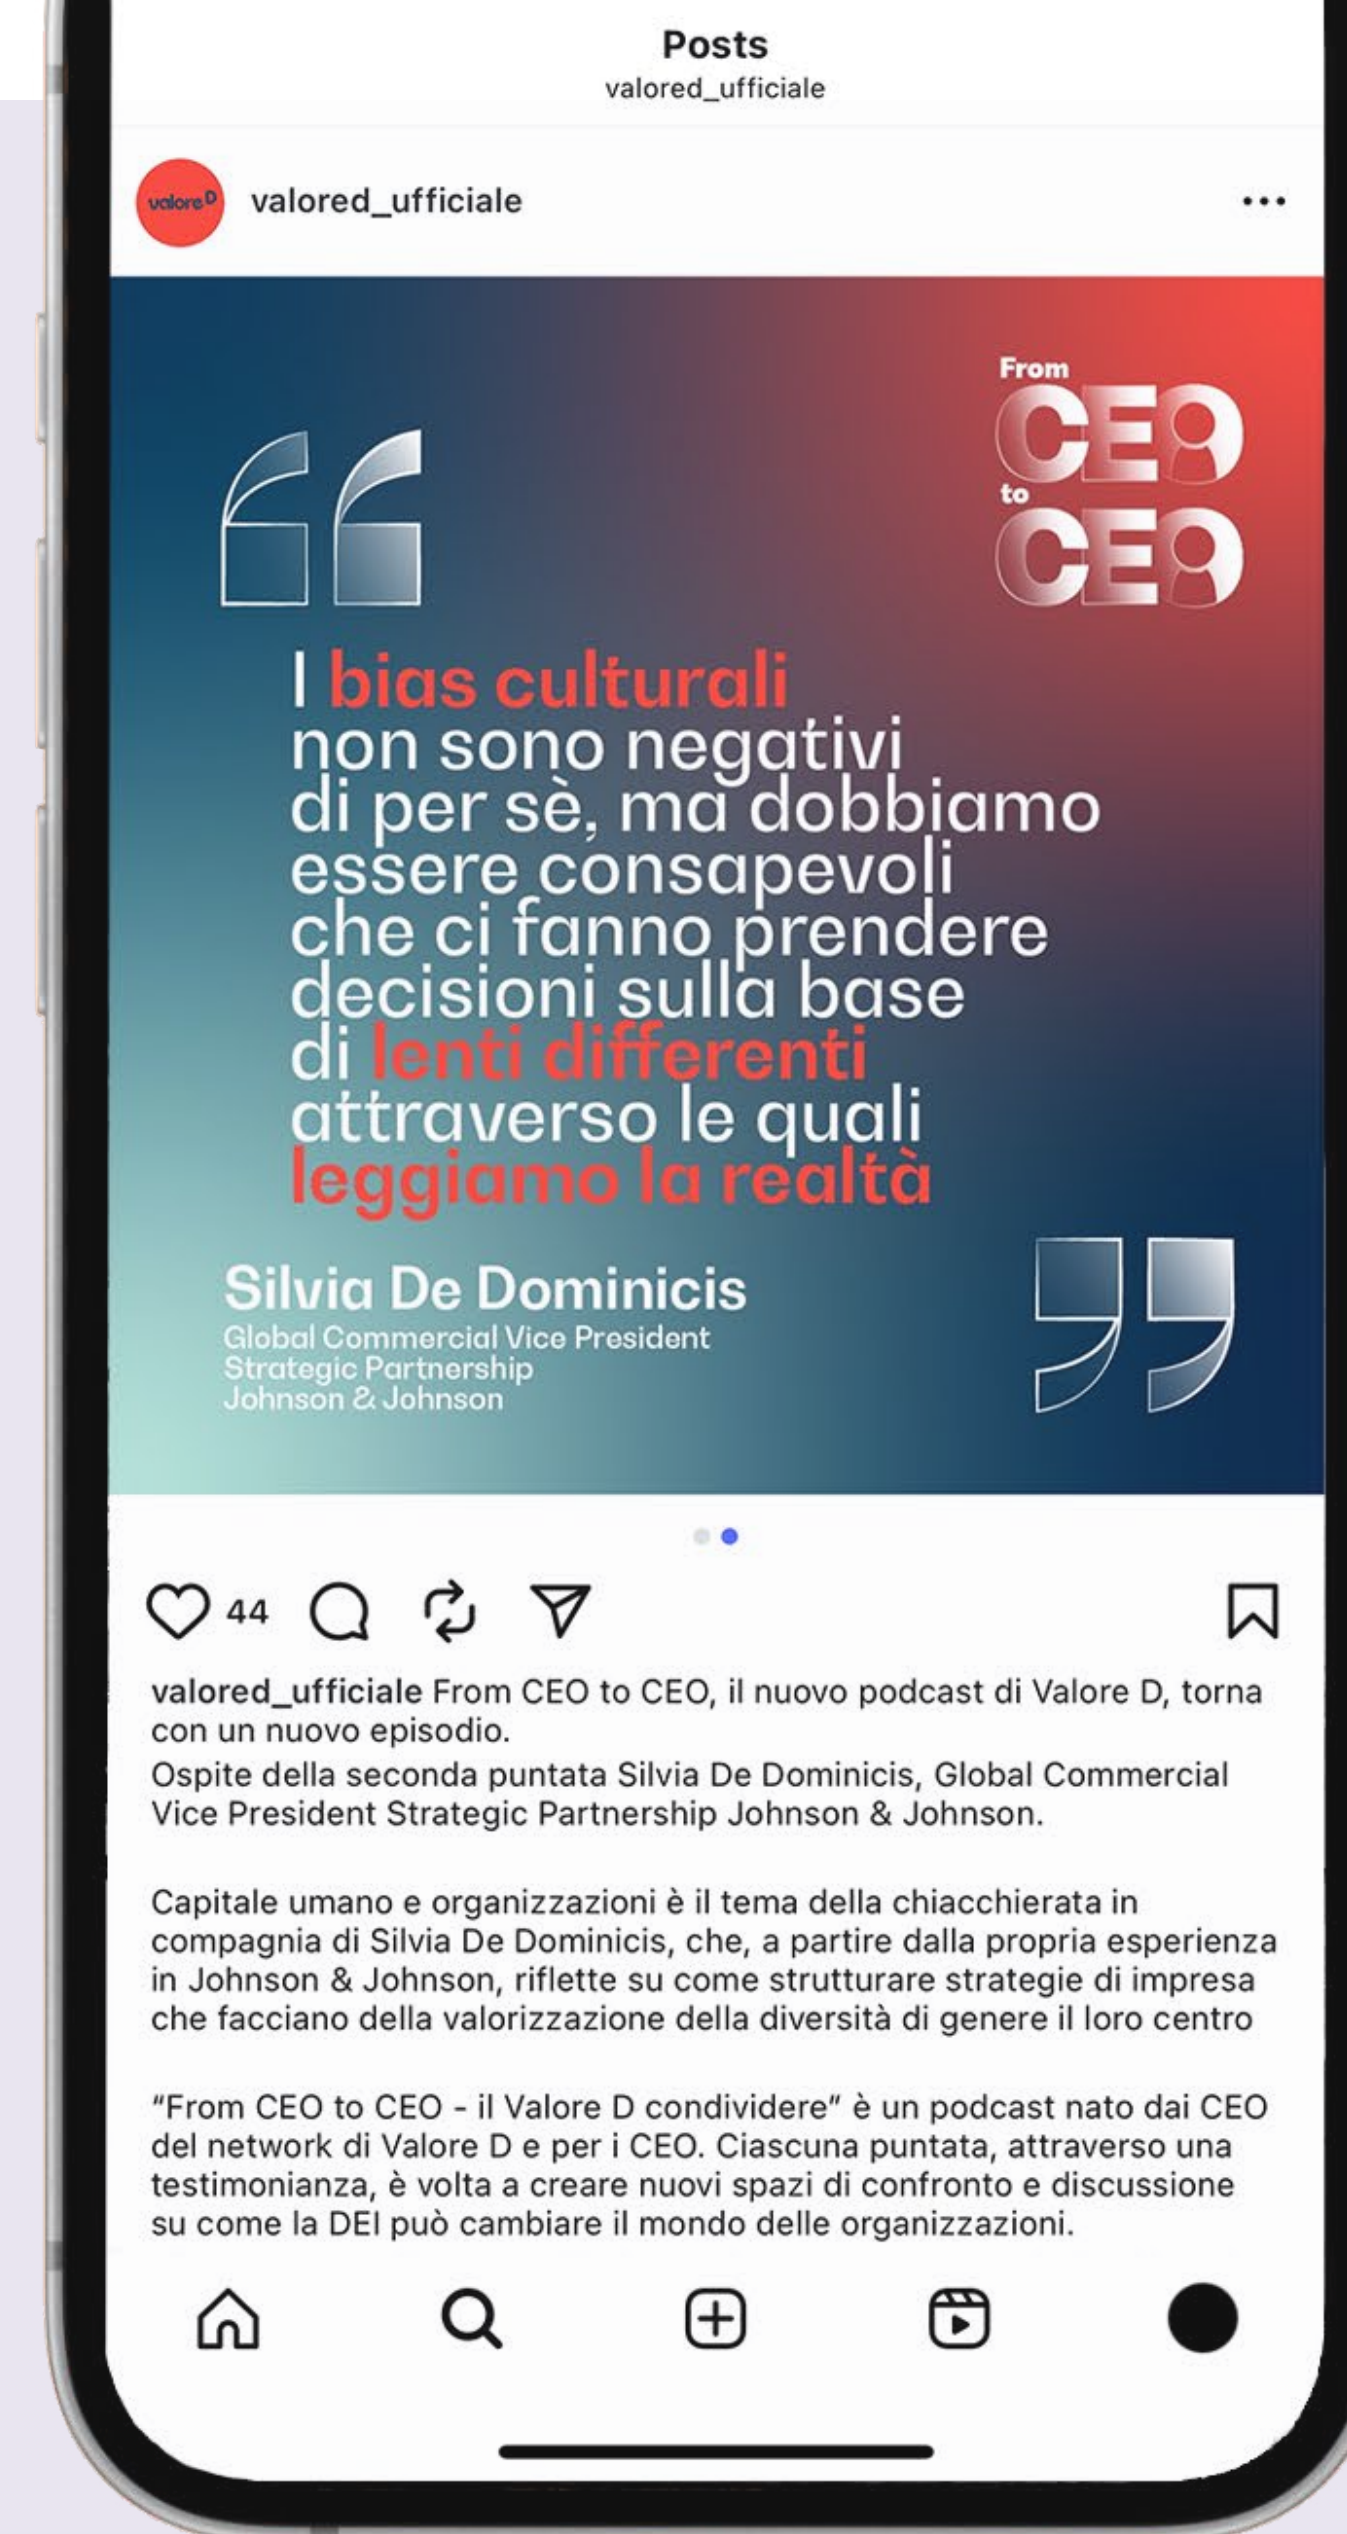 Posts
valored_ufficiale
valoreD
valored_ufficiale
From
CEO
to
CEO
I bias culturali
non sono negativi
di per sè, ma dobbiamo
essere consapevoli
che ci fanno prendere
decisioni sulla base
di lenti differenti
attraverso le quali
leggiamo la realtà
Silvia De Dominicis
Global Commercial Vice President
Strategic Partnership
Johnson & Johnson
44
valored_ufficiale From CEO to CEO, il nuovo podcast di Valore D, torna
con un nuovo episodio.
Ospite della seconda puntata Silvia De Dominicis, Global Commercial
Vice President Strategic Partnership Johnson & Johnson.
Capitale umano e organizzazioni è il tema della chiacchierata in
compagnia di Silvia De Dominicis, che, a partire dalla propria esperienza
in Johnson & Johnson, riflette su come strutturare strategie di impresa
che facciano della valorizzazione della diversità di genere il loro centro
“From CEO to CEO - il Valore D condividere” è un podcast nato dai CEO
del network di Valore D e per i CEO. Ciascuna puntata, attraverso una
testimonianza, è volta a creare nuovi spazi di confronto e discussione
su come la DEI può cambiare il mondo delle organizzazioni.